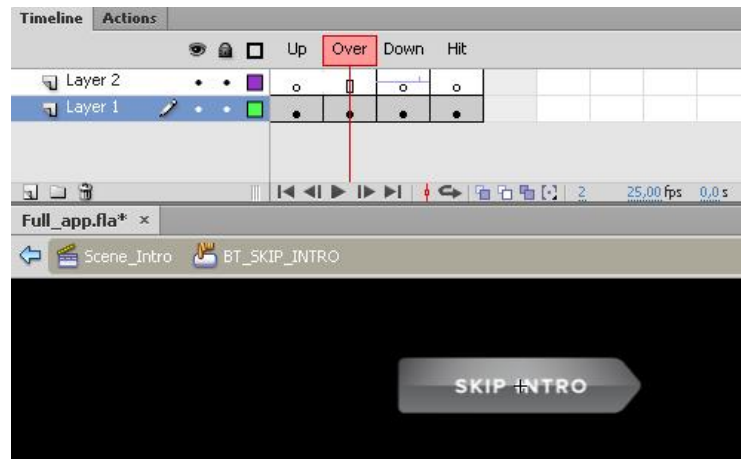 Timeline Actions
Up Over Down Hit
Layer 2
Layer 1
2 25,00 fps 0,0 s
Full_app.fla* ×
Scene_Intro BT_SKIP_INTRO
SKIP INTRO